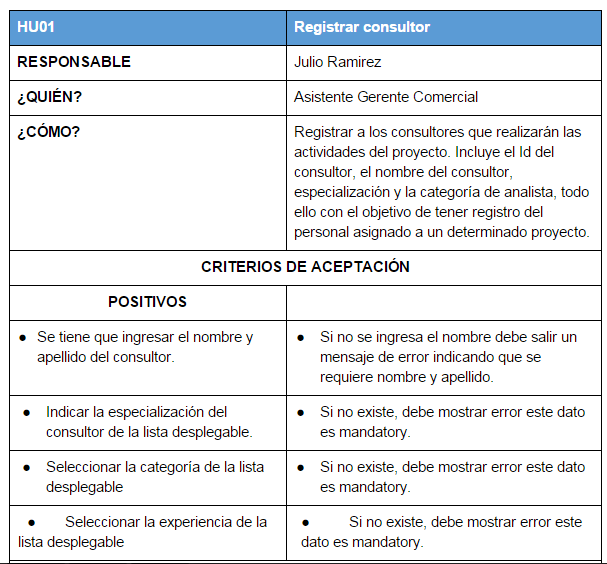 HU01
Registrar consultor
RESPONSABLE
Julio Ramirez
¿QUIÉN?
Asistente Gerente Comercial
¿CÓMO?
Registrar a los consultores que realizarán las
actividades del proyecto. Incluye el Id del
consultor, el nombre del consultor,
especialización y la categoría de analista, todo
ello con el objetivo de tener registro del
personal asignado a un determinado proyecto.
CRITERIOS DE ACEPTACIÓN
POSITIVOS
● Se tiene que ingresar el nombre y
apellido del consultor.
● Si no se ingresa el nombre debe salir un
mensaje de error indicando que se
requiere nombre y apellido.
● Indicar la especialización del
consultor de la lista desplegable.
● Si no existe, debe mostrar error este dato
es mandatory.
● Seleccionar la categoría de la lista
desplegable
● Si no existe, debe mostrar error este dato
es mandatory.
● Seleccionar la experiencia de la
lista desplegable
● Si no existe, debe mostrar error este
dato es mandatory.